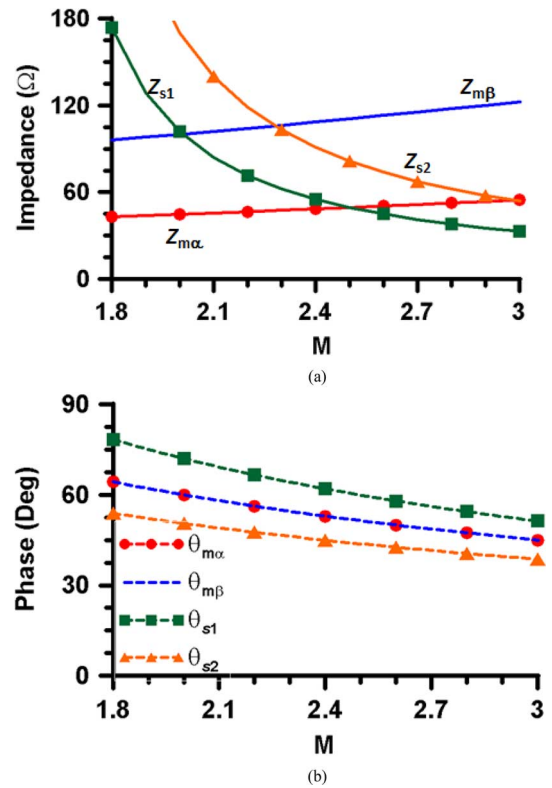 180
120
60
0
Impedance (Ω)
Zs1
Zmβ
Zs2
Zmα
1.8 2.1 2.4 2.7 3
M
(a)
90
60
30
0
Phase (Deg)
θmα
θmβ
θs1
θs2
1.8 2.1 2.4 2.7 3
M
(b)